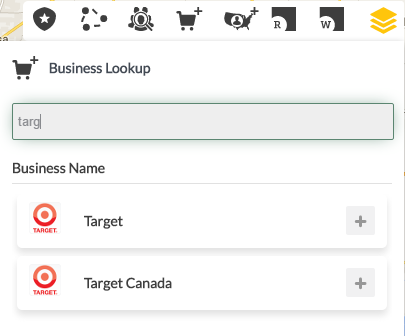 R
W
Business Lookup
targ
Business Name
TARGET.
Target
TARGET.
Target Canada